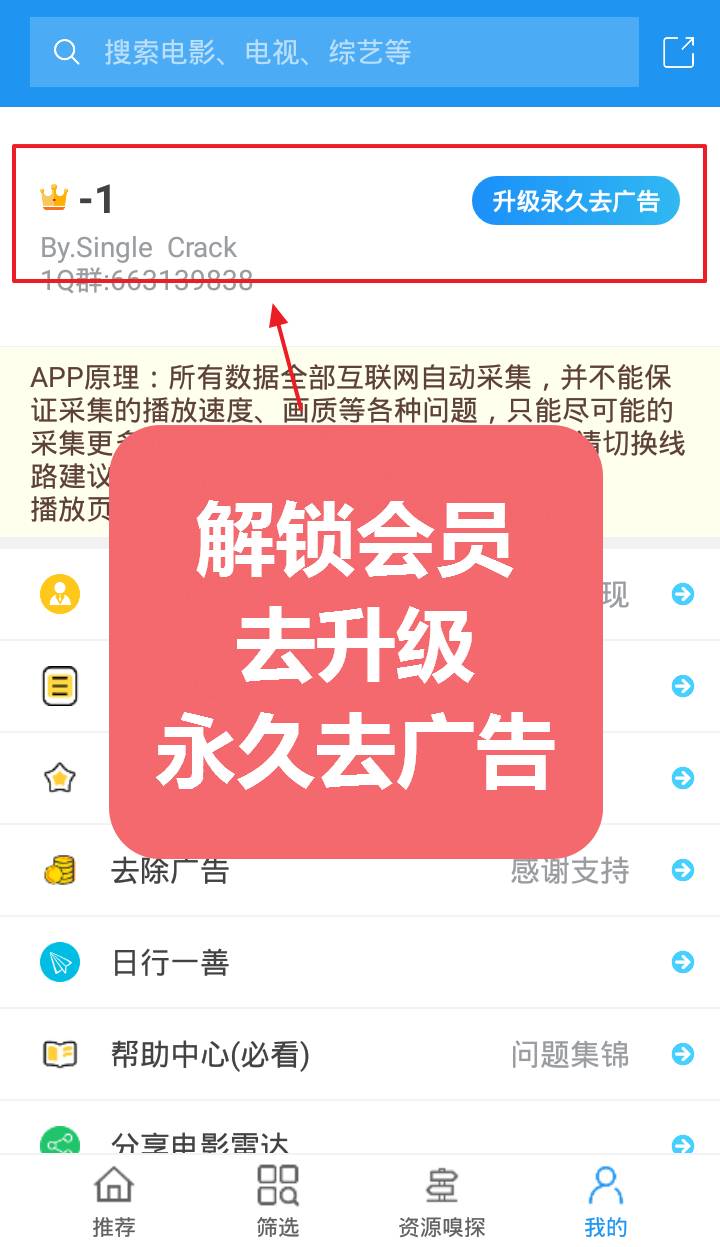 搜索电影、电视、综艺等
-1
升级永久去广告
By.Single Crack
1Q群:663139838
APP原理：所有数据全部互联网自动采集，并不能保
证采集的播放速度、画质等各种问题，只能尽可能的
采集更多
请切换线
路建议
播放页
解锁会员
去升级
永久去广告
现
去除广告
感谢支持
日行一善
帮助中心(必看)
问题集锦
分享电影雷达
推荐
筛选
资源嗅探
我的